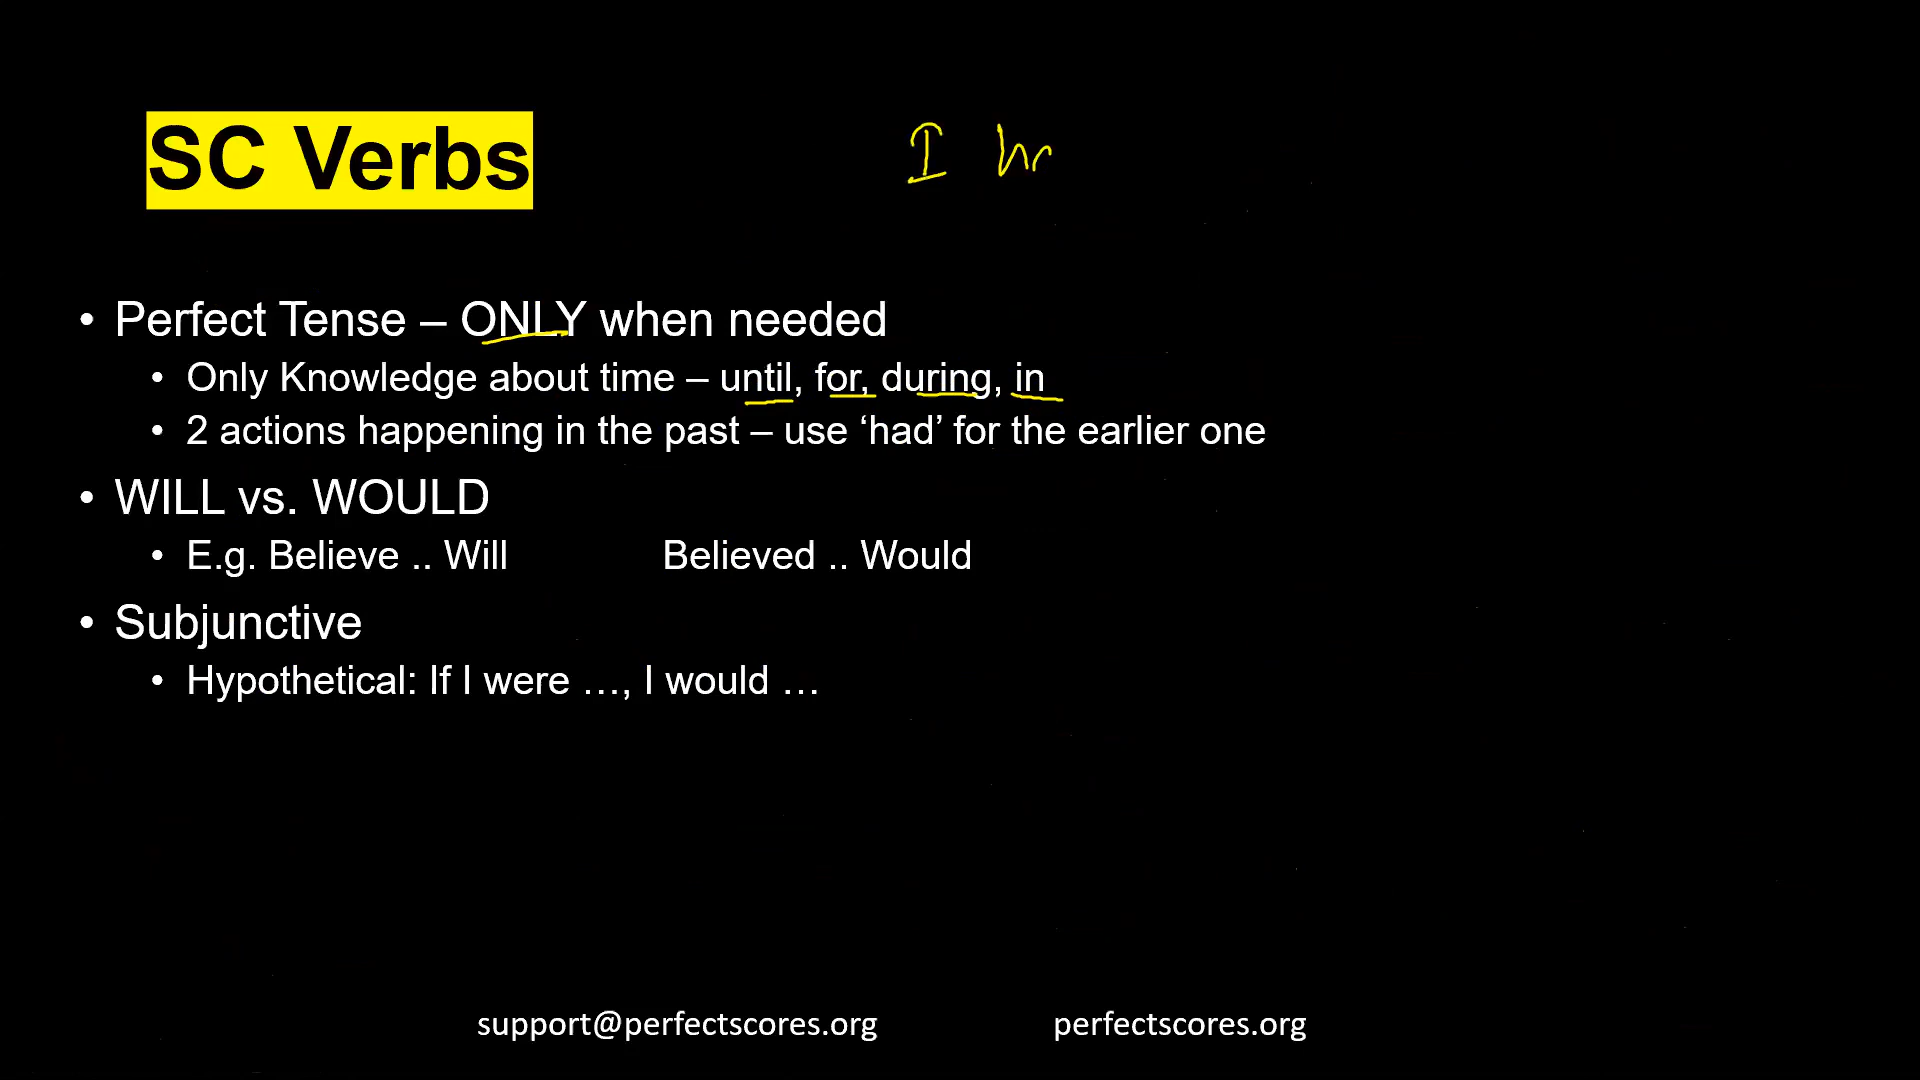 SC Verbs
I
• Perfect Tense – ONLY when needed
• Only Knowledge about time – until, for, during, in
• 2 actions happening in the past – use ‘had’ for the earlier one
• WILL vs. WOULD
• E.g. Believe .. Will Believed .. Would
• Subjunctive
• Hypothetical: If I were …, I would …
support@perfectscores.org perfectscores.org